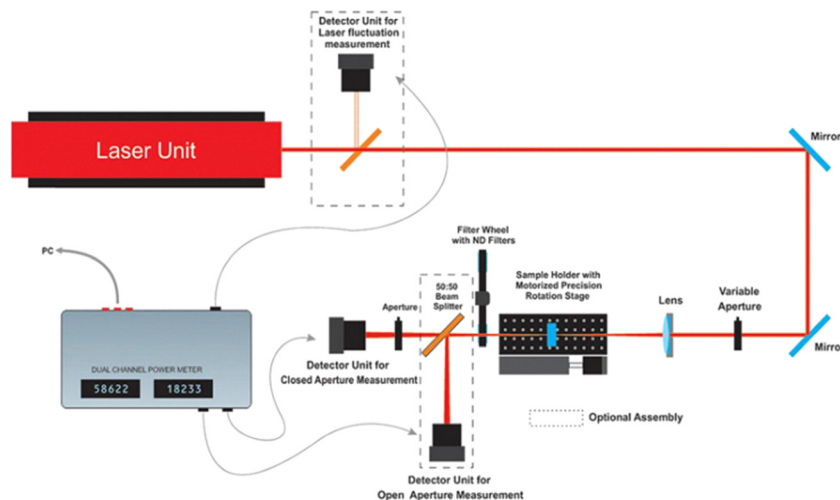 Detector Unit for
Laser fluctuation
measurement
Laser Unit
Mirror
PC
Filter Wheel
with ND Filters
50:50
Beam
Splitter
Sample Holder with
Motorized Precision
Rotation Stage
Aperture
Lens
Variable
Aperture
Mirror
Detector Unit for
Closed Aperture Measurement
DUAL CHANNEL POWER METER
58622 18233
Optional Assembly
Detector Unit for
Open Aperture Measurement